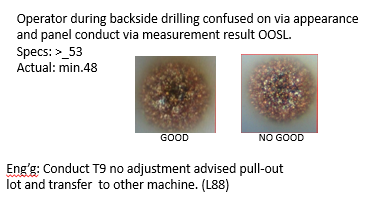 Operator during backside drilling confused on via appearance
and panel conduct via measurement result OOSL.
Specs: >_53
Actual: min.48
GOOD
NO GOOD
Eng'g: Conduct T9 no adjustment advised pull-out
lot and transfer to other machine. (L88)